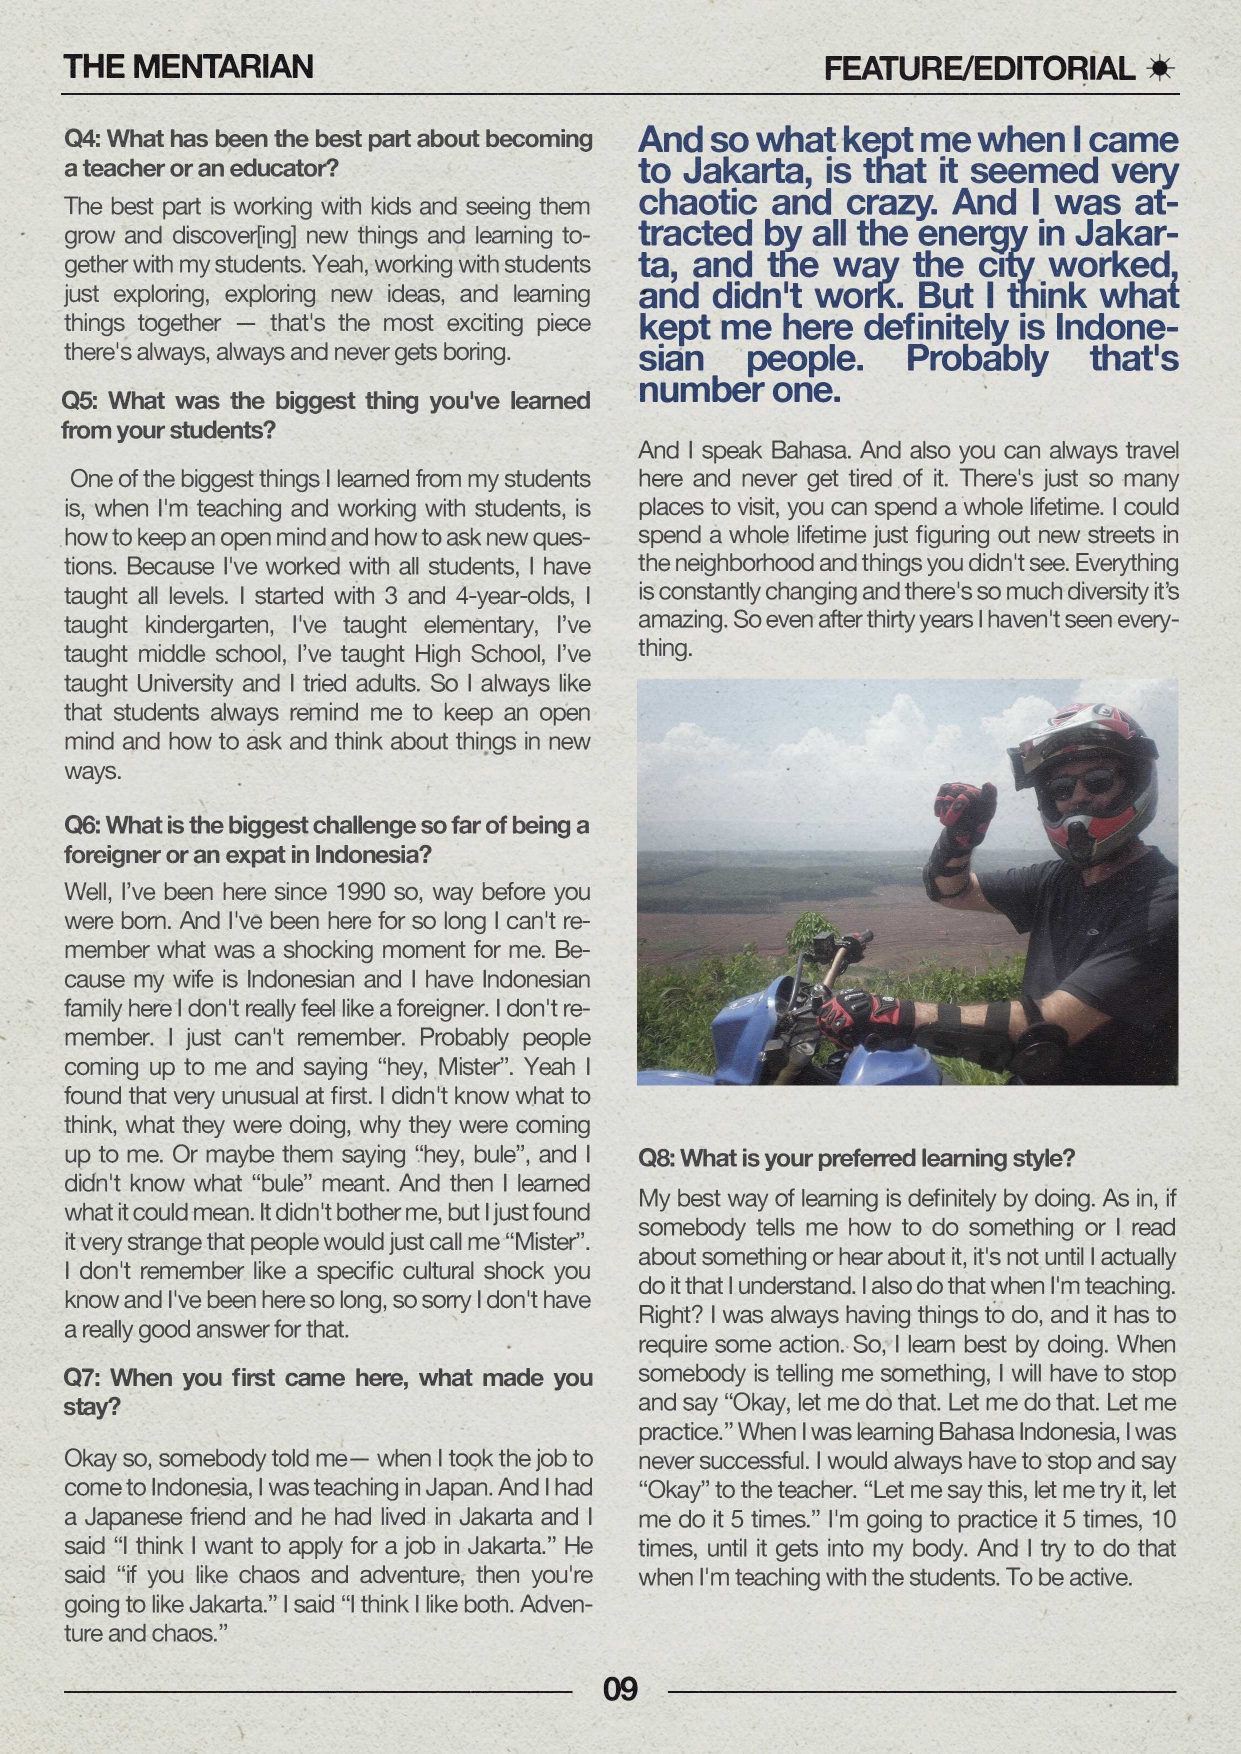 THE MENTARIAN
FEATURE/EDITORIAL
Q4: What has been the best part about becoming
a teacher or an educator?
The best part is working with kids and seeing them
grow and discover[ing] new things and learning to-
gether with my students. Yeah, working with students
just exploring, exploring new ideas, and learning
things together — that's the most exciting piece
there's always, always and never gets boring.
Q5: What was the biggest thing you've learned
from your students?
One of the biggest things I learned from my students
is, when I'm teaching and working with students, is
how to keep an open mind and how to ask new ques-
tions. Because I've worked with all students, I have
taught all levels. I started with 3 and 4-year-olds, I
taught kindergarten, I've taught elementary, I’ve
taught middle school, I’ve taught High School, I’ve
taught University and I tried adults. So I always like
that students always remind me to keep an open
mind and how to ask and think about things in new
ways.
Q6: What is the biggest challenge so far of being a
foreigner or an expat in Indonesia?
Well, I’ve been here since 1990 so, way before you
were born. And I've been here for so long I can't re-
member what was a shocking moment for me. Be-
cause my wife is Indonesian and I have Indonesian
family here I don't really feel like a foreigner. I don't re-
member. I just can't remember. Probably people
coming up to me and saying “hey, Mister”. Yeah I
found that very unusual at first. I didn't know what to
think, what they were doing, why they were coming
up to me. Or maybe them saying “hey, bule”, and I
didn't know what “bule” meant. And then I learned
what it could mean. It didn't bother me, but I just found
it very strange that people would just call me “Mister”.
I don't remember like a specific cultural shock you
know and I've been here so long, so sorry I don't have
a really good answer for that.
Q7: When you first came here, what made you
stay?
Okay so, somebody told me— when I took the job to
come to Indonesia, I was teaching in Japan. And I had
a Japanese friend and he had lived in Jakarta and I
said “I think I want to apply for a job in Jakarta.” He
said “if you like chaos and adventure, then you're
going to like Jakarta.” I said “I think I like both. Adven-
ture and chaos.”
And so what kept me when I came
to Jakarta, is that it seemed very
chaotic and crazy. And I was at-
tracted by all the energy in Jakar-
ta, and the way the city worked,
and didn't work. But I think what
kept me here definitely is Indone-
sian people. Probably that's
number one.
And I speak Bahasa. And also you can always travel
here and never get tired of it. There's just so many
places to visit, you can spend a whole lifetime. I could
spend a whole lifetime just figuring out new streets in
the neighborhood and things you didn't see. Everything
is constantly changing and there's so much diversity it’s
amazing. So even after thirty years I haven't seen every-
thing.
Q8: What is your preferred learning style?
My best way of learning is definitely by doing. As in, if
somebody tells me how to do something or I read
about something or hear about it, it's not until I actually
do it that I understand. I also do that when I'm teaching.
Right? I was always having things to do, and it has to
require some action. So, I learn best by doing. When
somebody is telling me something, I will have to stop
and say “Okay, let me do that. Let me do that. Let me
practice.” When I was learning Bahasa Indonesia, I was
never successful. I would always have to stop and say
“Okay” to the teacher. “Let me say this, let me try it, let
me do it 5 times.” I'm going to practice it 5 times, 10
times, until it gets into my body. And I try to do that
when I'm teaching with the students. To be active.
09